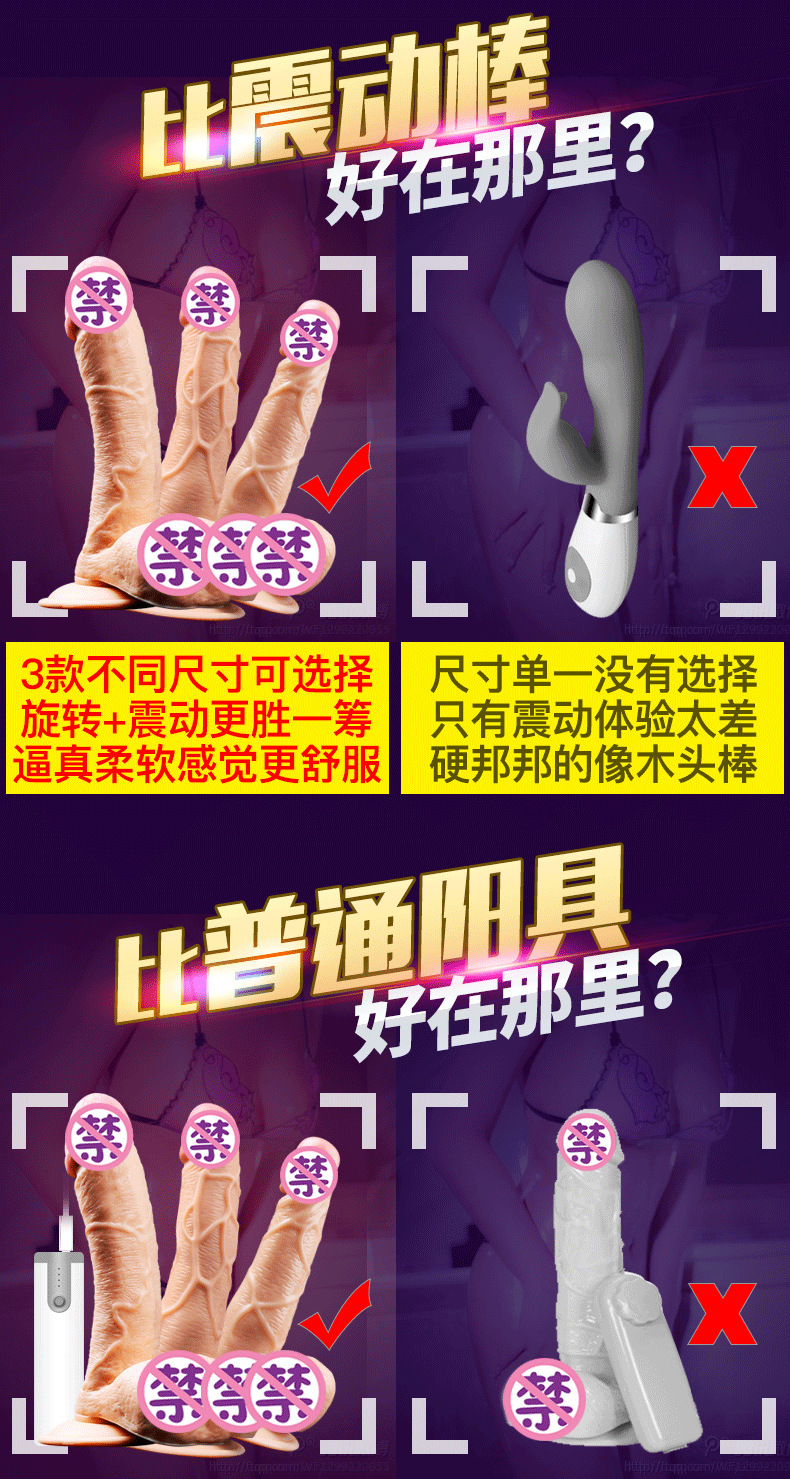 比震动棒
好在那里?
禁
禁
禁
禁
禁
禁
3款不同尺寸可选择
旋转+震动更胜一筹
逼真柔软感觉更舒服
尺寸单一没有选择
只有震动体验太差
硬邦邦的像木头棒
比普通阳具
好在那里?
禁
禁
禁
禁
禁
禁
禁
禁